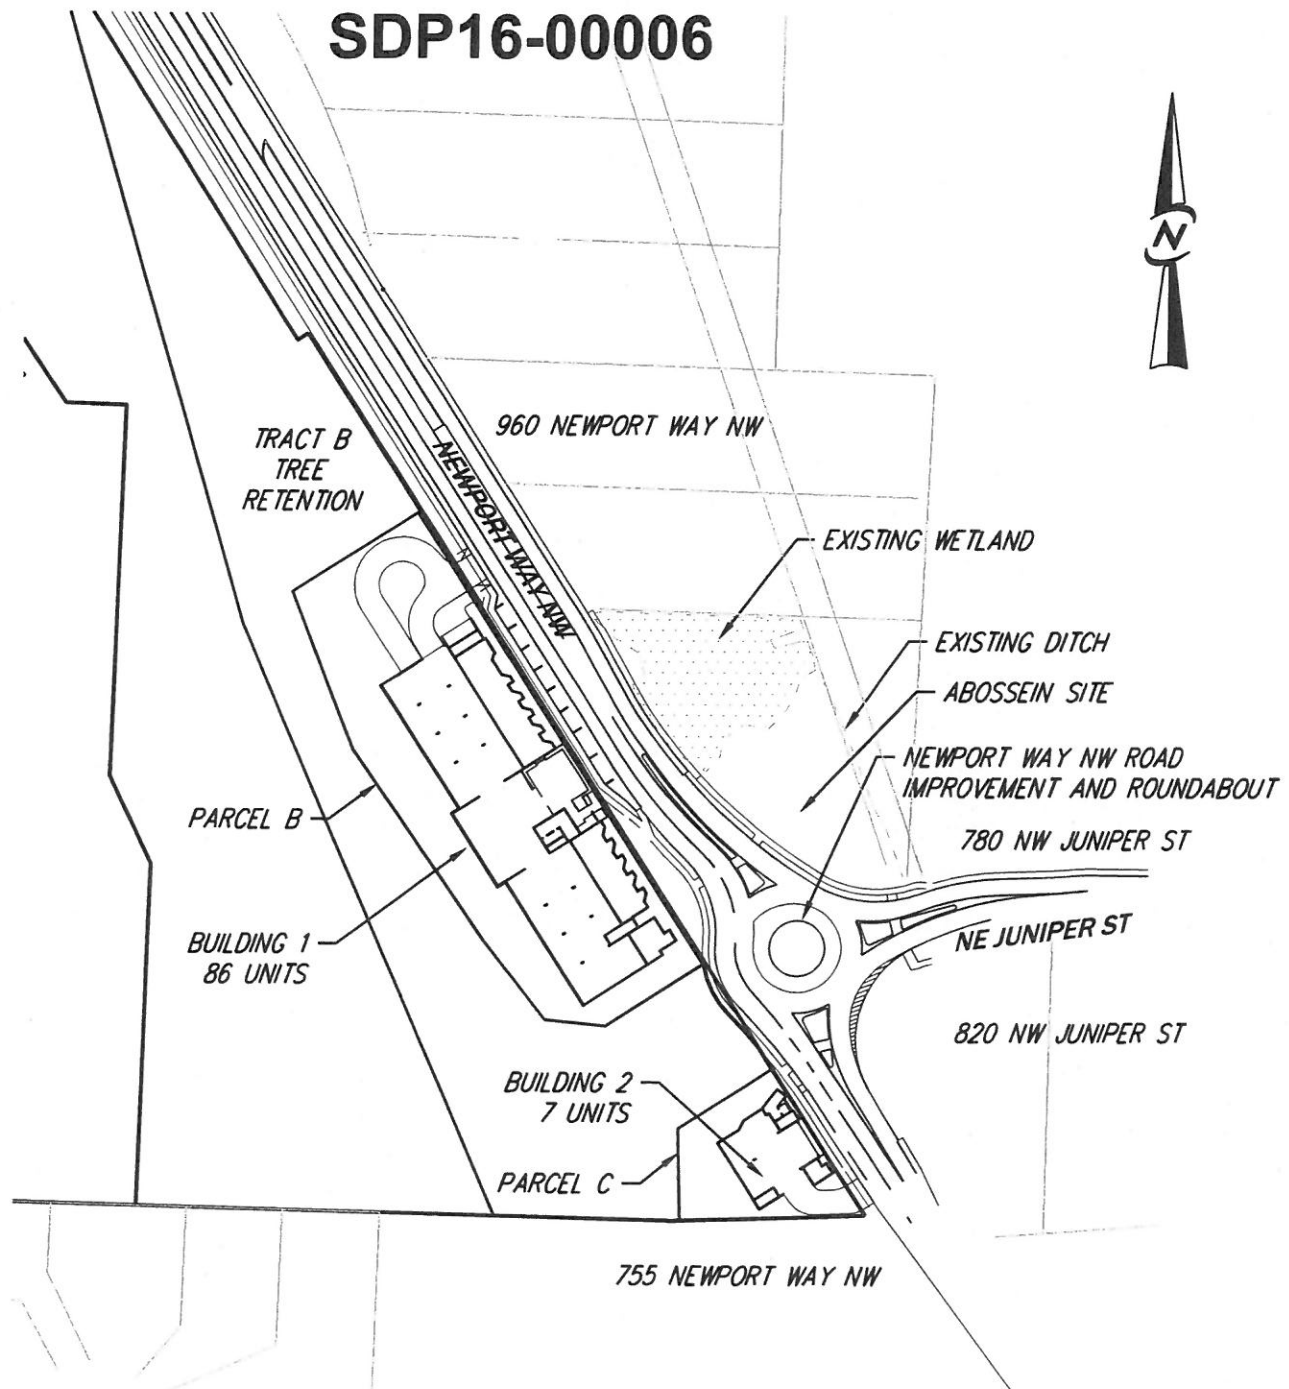 SDP16-00006
N
960 NEWPORT WAY NW
TRACT B
TREE
RETENTION
NEWPORT WAY NW
EXISTING WETLAND
EXISTING DITCH
ABOSSEIN SITE
NEWPORT WAY NW ROAD
IMPROVEMENT AND ROUNDABOUT
PARCEL B
780 NW JUNIPER ST
NE JUNIPER ST
BUILDING 1
86 UNITS
820 NW JUNIPER ST
BUILDING 2
7 UNITS
PARCEL C
755 NEWPORT WAY NW